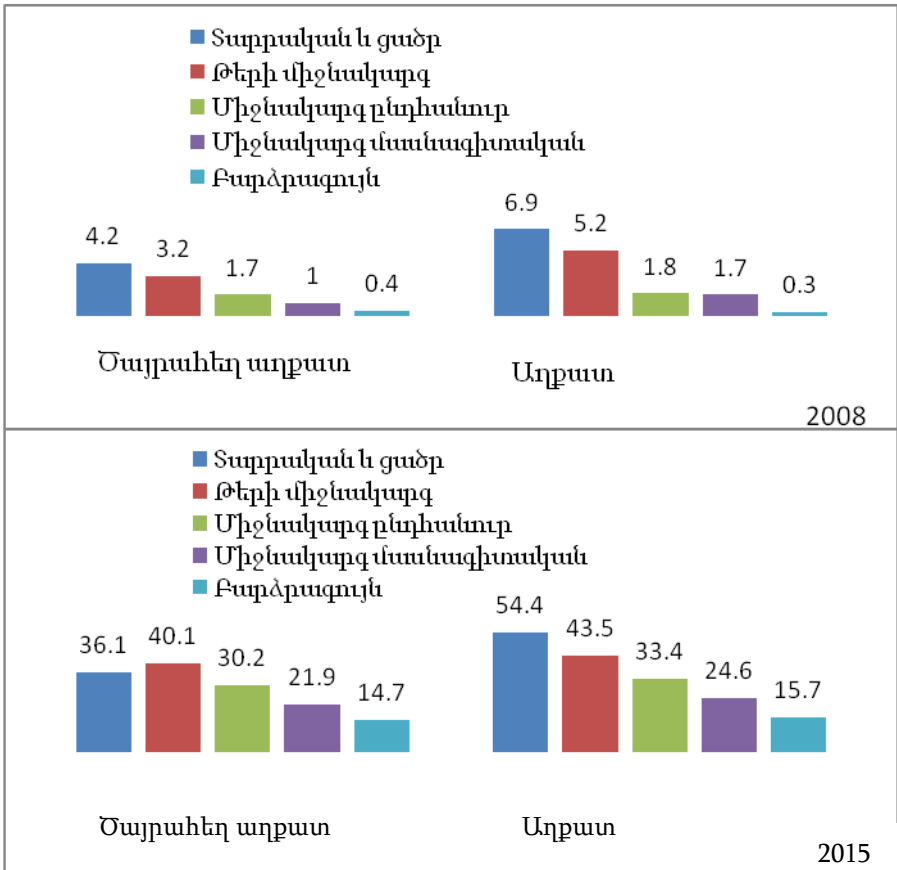 Տարրական և ցածր
Թերի միջնակարգ
Միջնակարգ ընդհանուր
Միջնակարգ մասնագիտական
Բարձրագույն
4.2 3.2 1.7 1 0.4
6.9 5.2 1.8 1.7 0.3
Ծայրահեղ աղքատ
Աղքատ
2008
Տարրական և ցածր
Թերի միջնակարգ
Միջնակարգ ընդհանուր
Միջնակարգ մասնագիտական
Բարձրագույն
36.1 40.1 30.2 21.9 14.7
54.4 43.5 33.4 24.6 15.7
Ծայրահեղ աղքատ
Աղքատ
2015